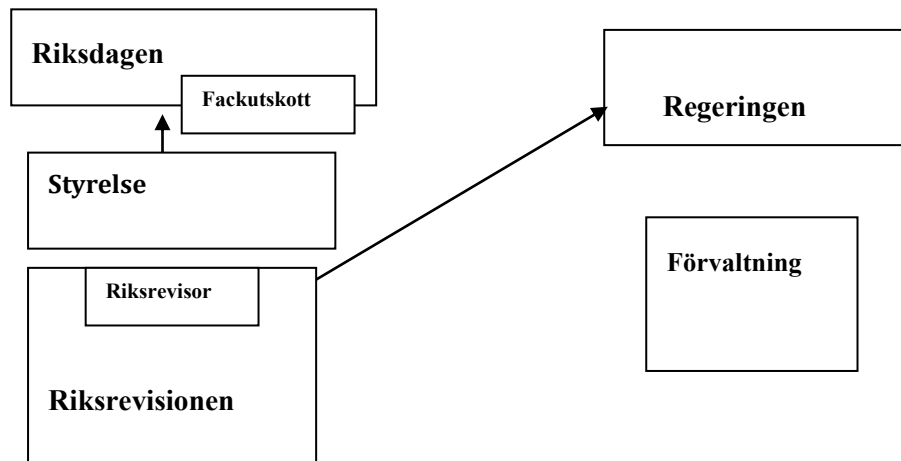 Riksdagen
Fackutskott
Regeringen
Styrelse
Förvaltning
Riksrevisor
Riksrevisionen